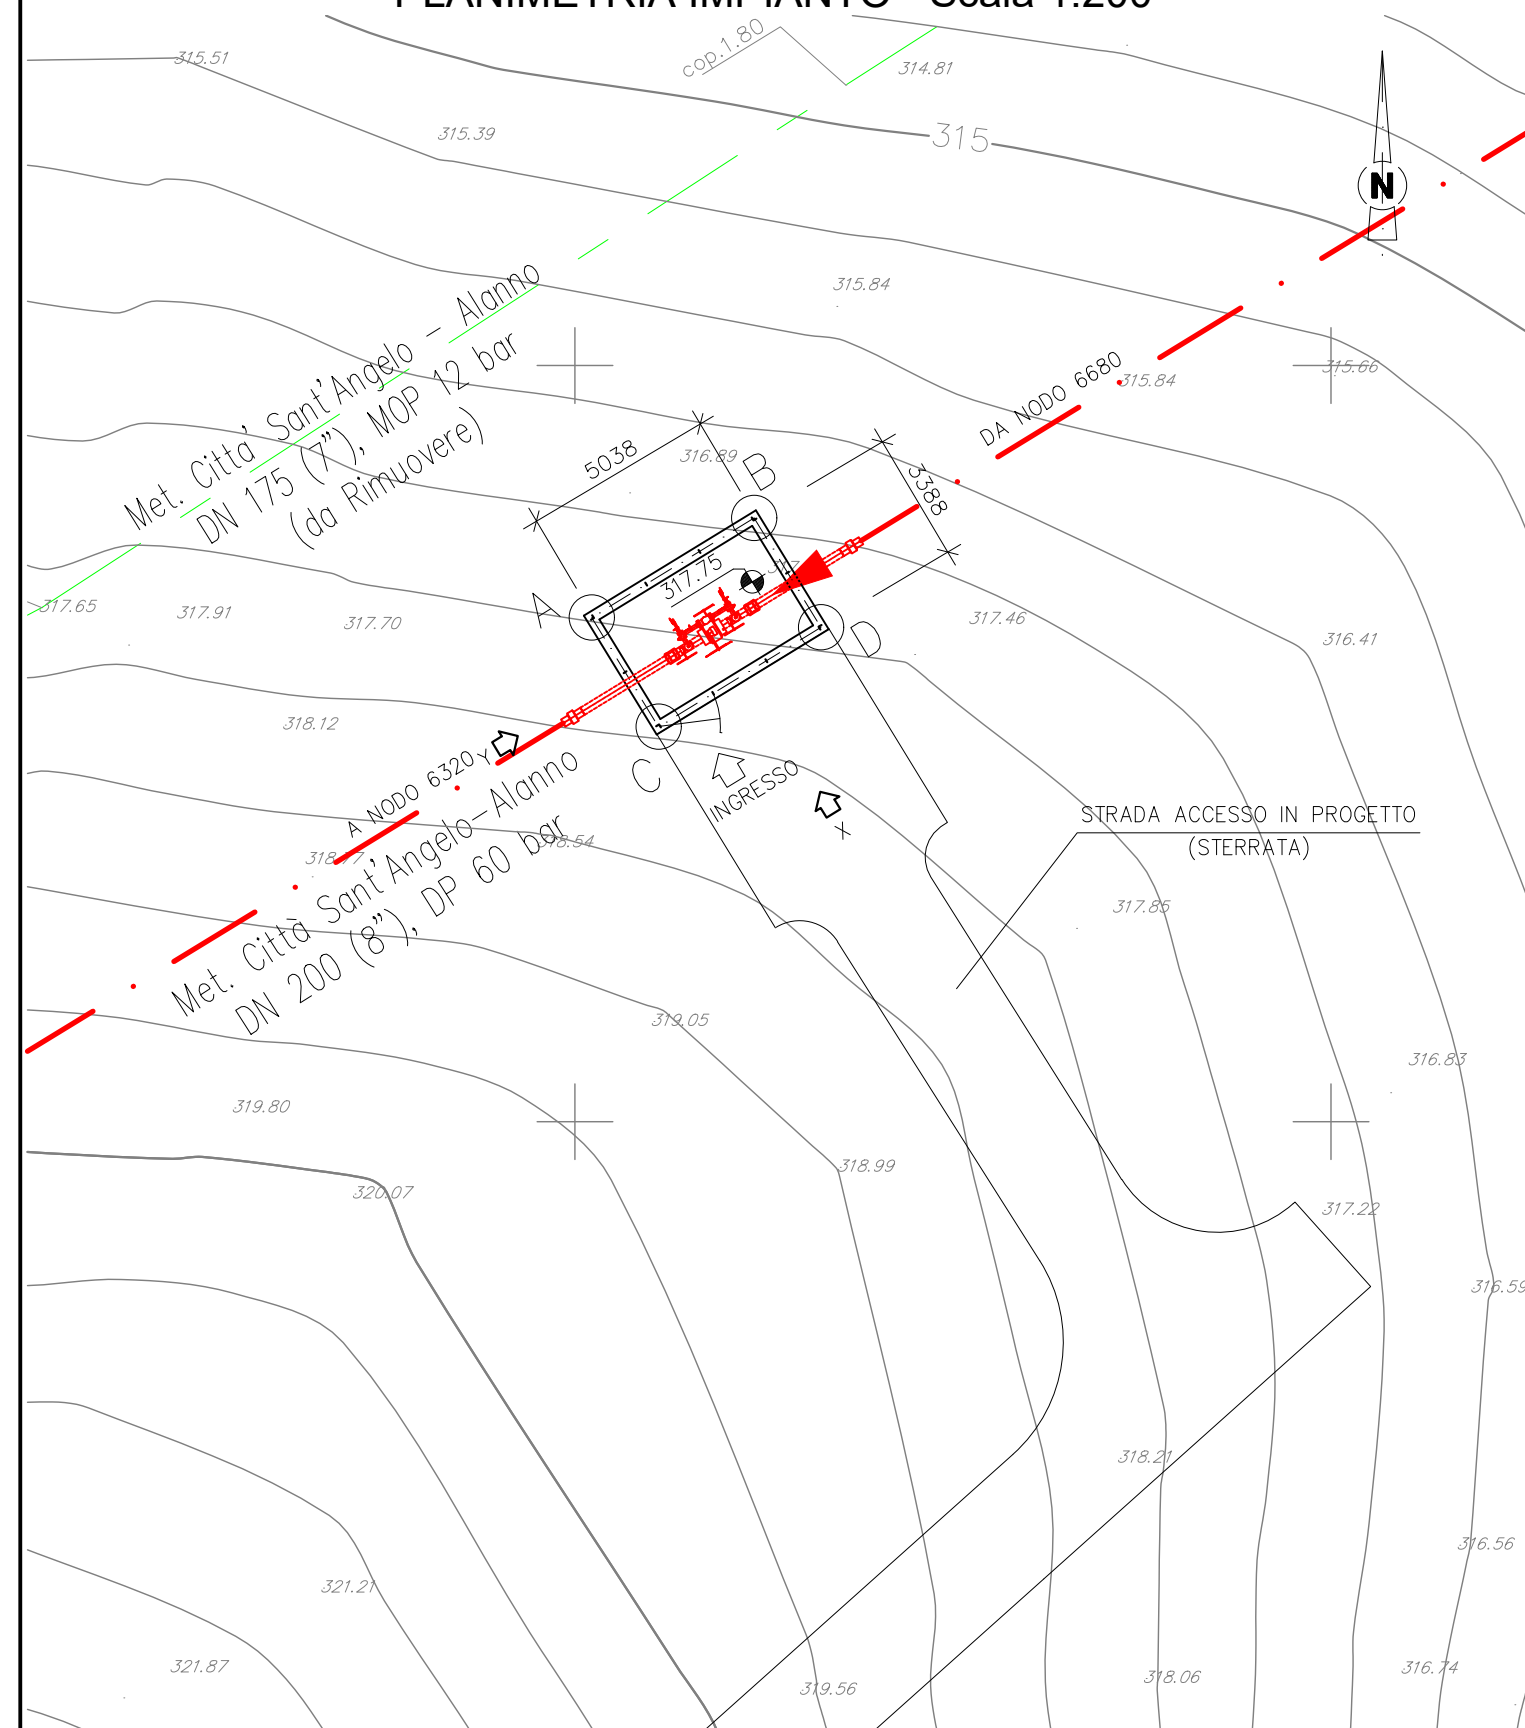 PLANIMETRIA IMPIANTO - Scala 1:200
cop.1.80
315.51
314.81
315.39
315
N
315.84
Met. Citta' Sant'Angelo - Alanno
DN 175 (7"), MOP 12 bar
(da Rimuovere)
DA NODO 6680
315.84
315.66
5038
316.89
B
3388
317.75
A
D
317.65
317.91
317.70
317.46
316.41
318.12
C
INGRESSO
X
A NODO 6320
Y
Met. Città Sant'Angelo-Alanno
DN 200 (8"), DP 60 bar
318.54
318.77
STRADA ACCESSO IN PROGETTO
(STERRATA)
317.85
319.05
316.83
319.80
318.99
320.07
317.22
316.59
318.21
316.56
321.21
321.87
319.56
318.06
316.74